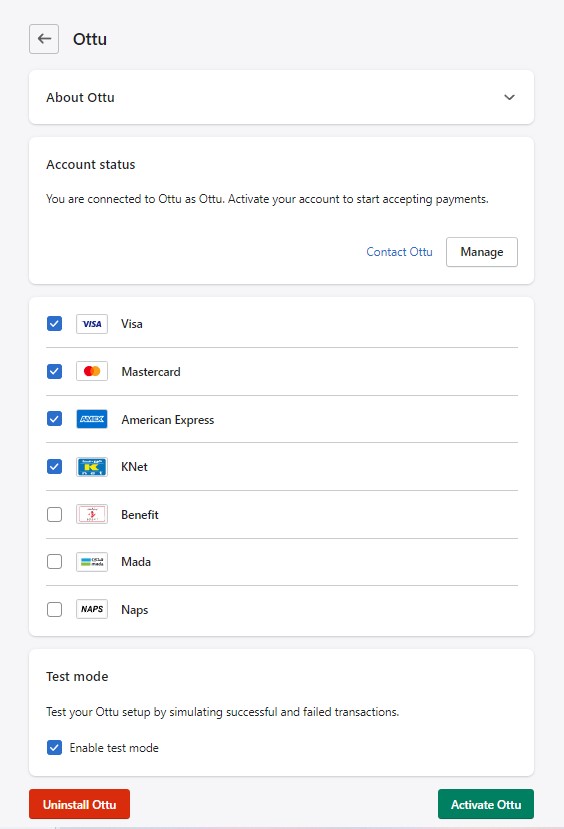 Ottu
About Ottu
Account status
You are connected to Ottu as Ottu. Activate your account to start accepting payments.
Contact Ottu Manage
VISA Visa
Mastercard
AMEX American Express
KNet
Benefit
mada Mada
NAPS Naps
Test mode
Test your Ottu setup by simulating successful and failed transactions.
Enable test mode
Uninstall Ottu Activate Ottu